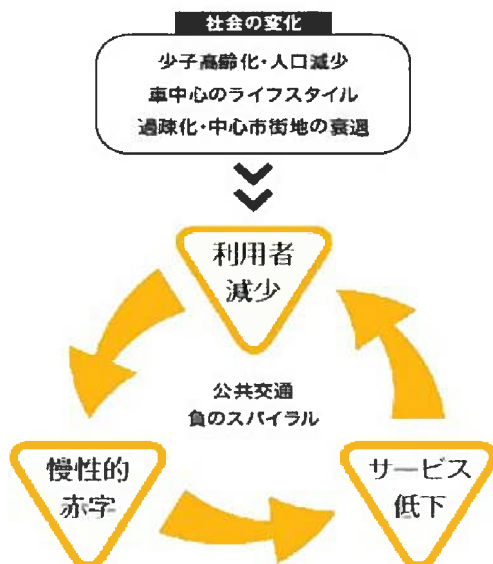 社会の変化
少子高齢化・人口減少
車中心のライフスタイル
過疎化・中心市街地の衰退
利用者
減少
公共交通
負のスパイラル
慢性的
赤字
サービス
低下